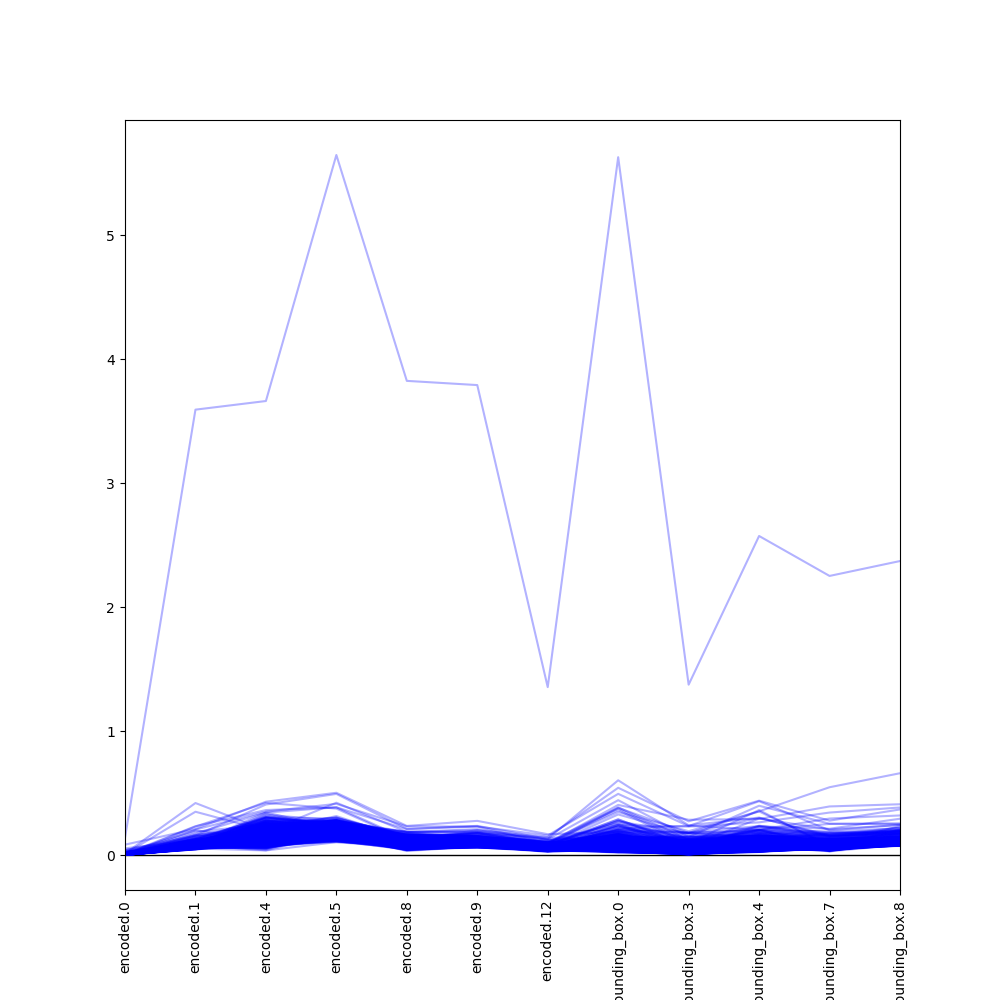 5
4
3
2
1
0
encoded.0
encoded.1
encoded.4
encoded.5
encoded.8
encoded.9
encoded.12
ounding_box.0
ounding_box.3
ounding_box.4
ounding_box.7
ounding_box.8